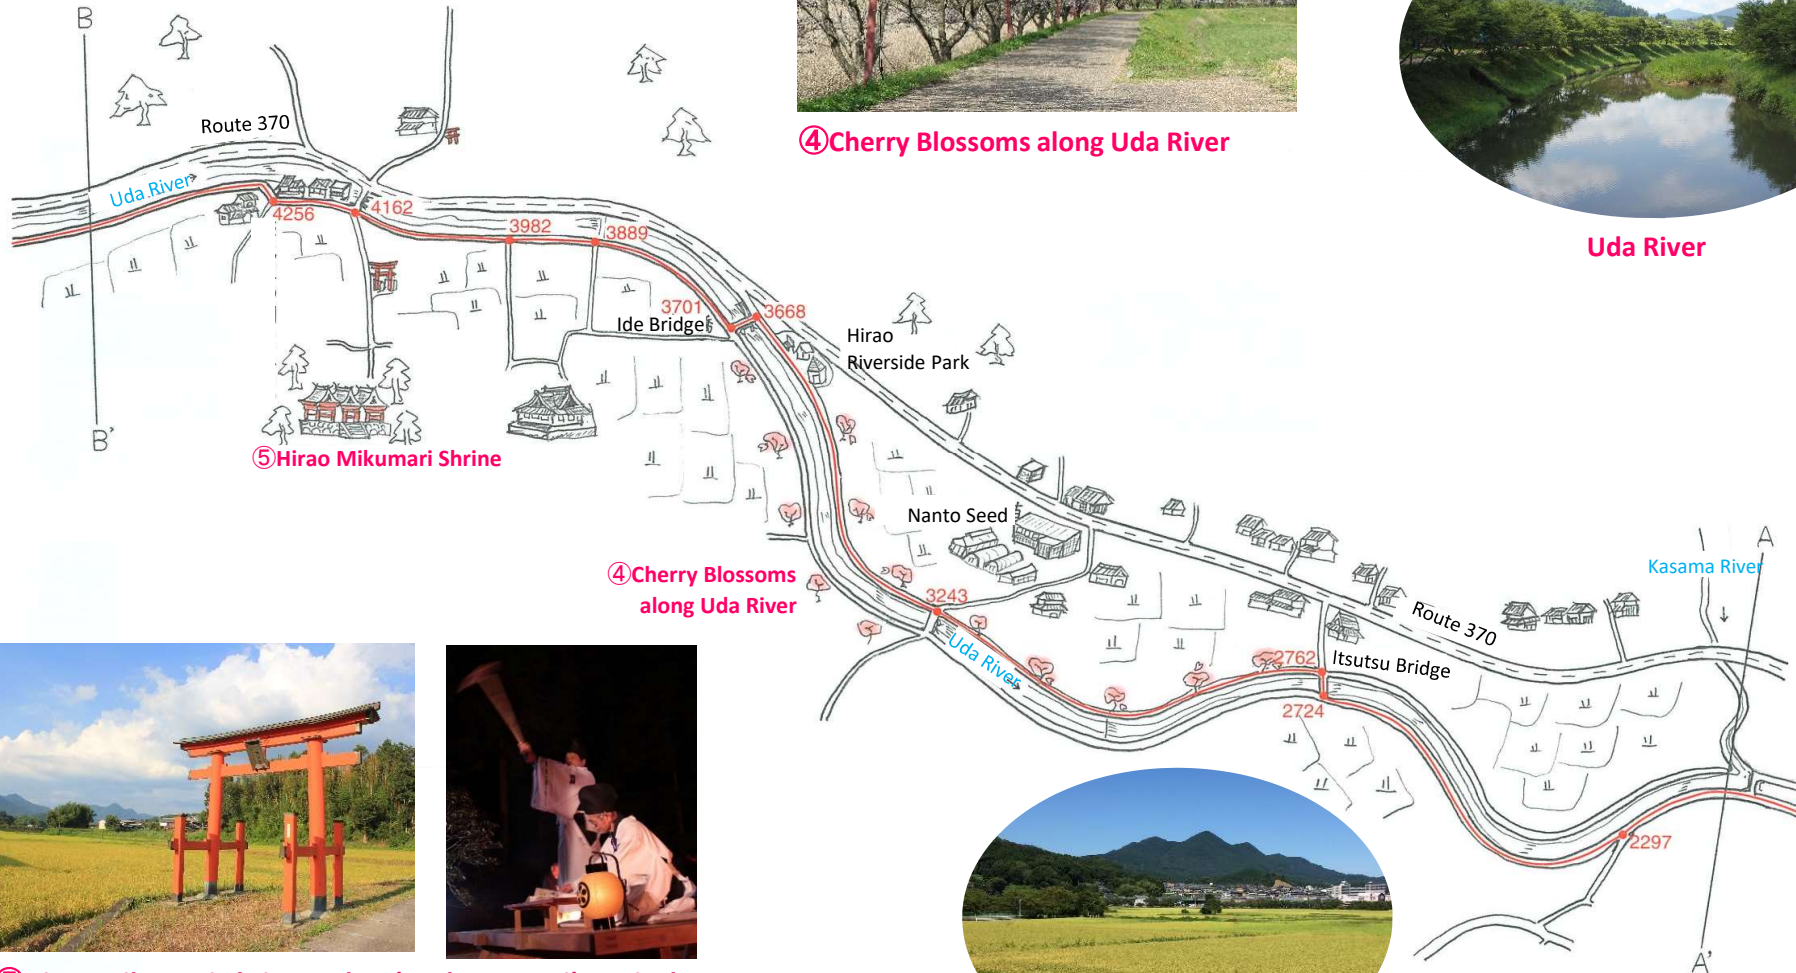 B
Route 370
Uda River
4256
4162
3982
3889
3701
3668
Ide Bridge
Hirao
Riverside Park
B'
⑤Hirao Mikumari Shrine
④Cherry Blossoms along Uda River
Uda River
Nanto Seed
④Cherry Blossoms
along Uda River
3243
Uda River
2762
Itsutsu Bridge
2724
Route 370
Kasama River
A
2297
A'